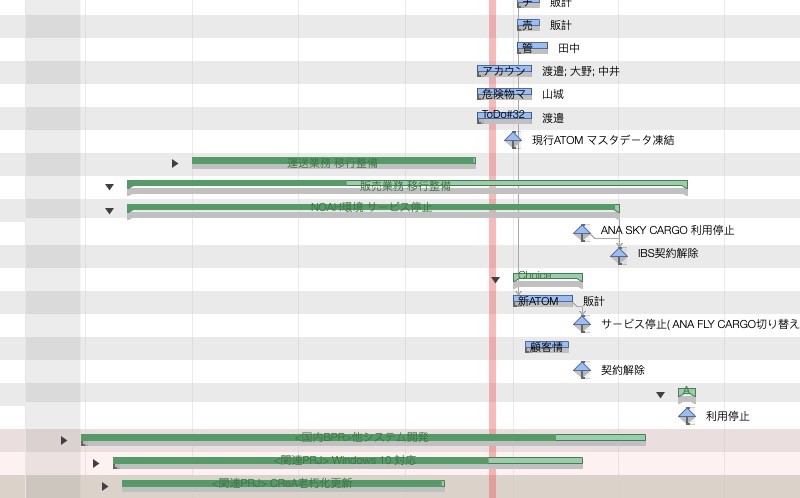 チ 販計
売 販計
管 田中
アカウン 渡邉; 大野; 中井
危険物マ 山城
ToDo#32 渡邉
現行ATOM マスタデータ凍結
運送業務 移行整備
販売業務 移行整備
NOAH環境 サービス停止
ANA SKY CARGO 利用停止
IBS契約解除
Choice
新ATOM 販計
サービス停止( ANA FLY CARGO切り替え
顧客情
契約解除
A
利用停止
<国内BPR>他システム開発
<関連PRJ> Windows 10 対応
<関連PRJ> CReA老朽化更新